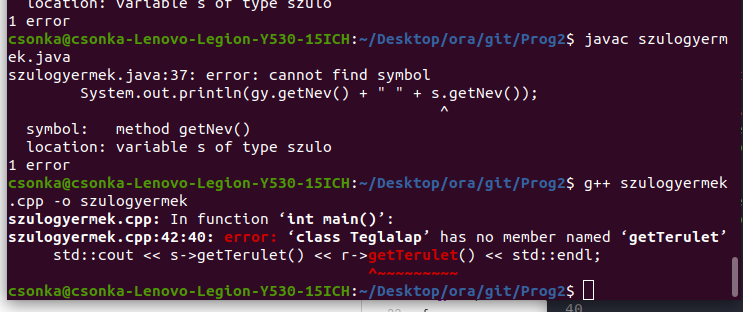 location: variable s of type szulo
1 error
csonka@csonka-Lenovo-Legion-Y530-15ICH:~/Desktop/ora/git/Prog2$ javac szulogyerm
ek.java
szulogyermek.java:37: error: cannot find symbol
System.out.println(gy.getNev() + " " + s.getNev());
^
symbol:   method getNev()
location: variable s of type szulo
1 error
csonka@csonka-Lenovo-Legion-Y530-15ICH:~/Desktop/ora/git/Prog2$ g++ szulogyermek
.cpp -o szulogyermek
szulogyermek.cpp: In function ‘int main()’:
szulogyermek.cpp:42:40: error: ‘class Teglalap’ has no member named ‘getTerulet’
std::cout << s->getTerulet() << r->getTerulet() << std::endl;
^~~~~~~~~~
csonka@csonka-Lenovo-Legion-Y530-15ICH:~/Desktop/ora/git/Prog2$
40